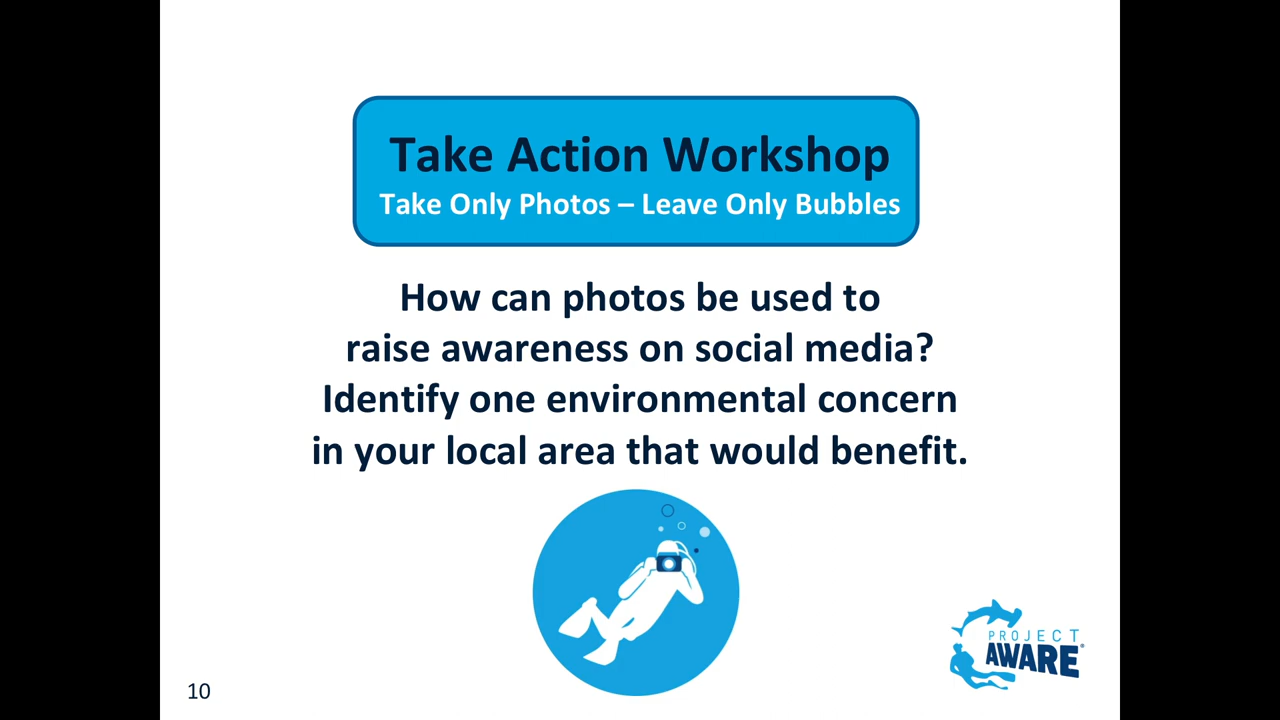 Take Action Workshop
Take Only Photos – Leave Only Bubbles
How can photos be used to
raise awareness on social media?
Identify one environmental concern
in your local area that would benefit.
PROJECT
AWARE®
10